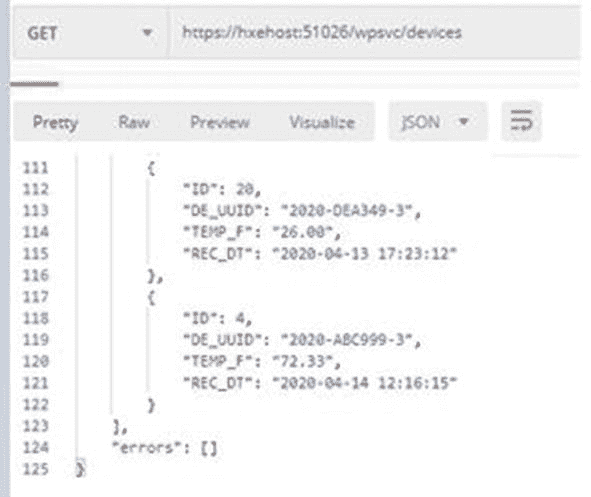 GET https://hxehost:51026/wpsvc/devices
Pretty Raw Preview Visualize JSON
111 {
112 "ID": 20,
113 "DE_UUID": "2020-DEA349-3",
114 "TEMP_F": "26.00",
115 "REC_DT": "2020-04-13 17:23:12"
116 },
117 {
118 "ID": 4,
119 "DE_UUID": "2020-ABC999-3",
120 "TEMP_F": "72.33",
121 "REC_DT": "2020-04-14 12:16:15"
122 }
123 ],
124 "errors": []
125 }